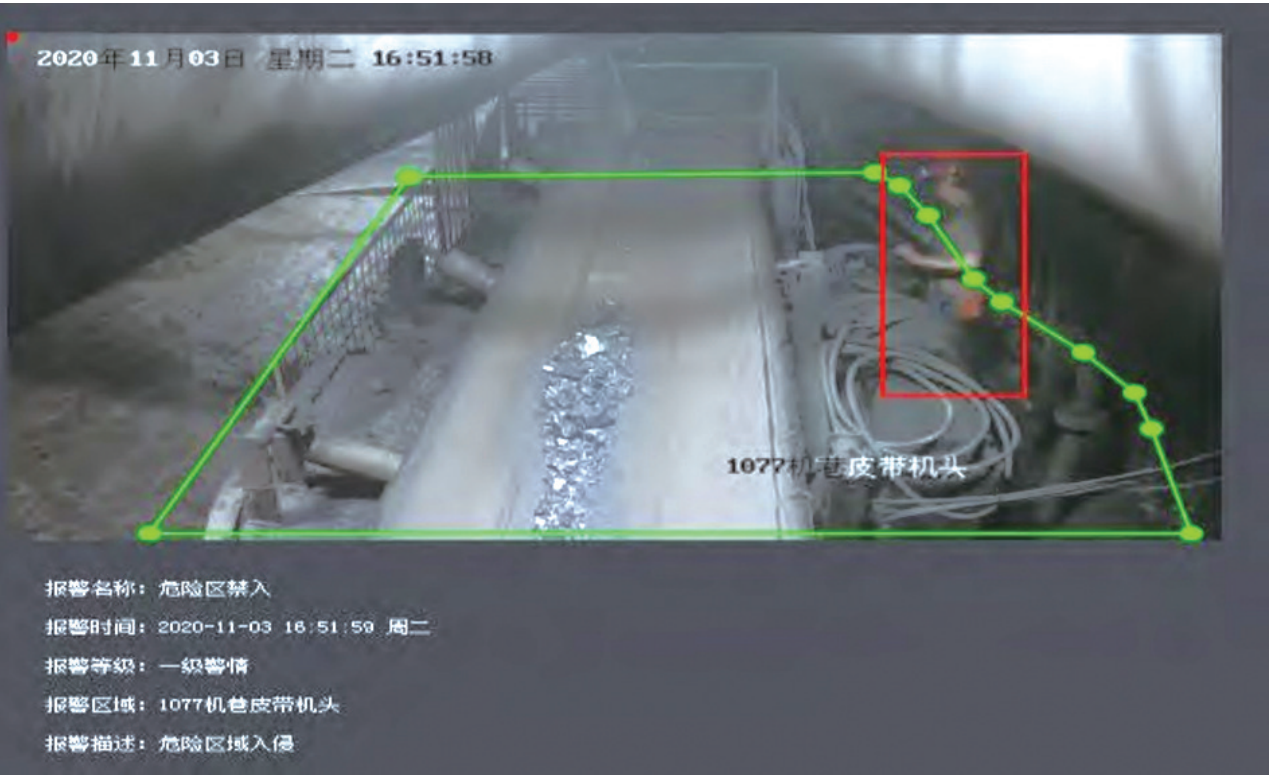 2020年11月03日 星期二 16:51:58
1077机巷皮带机头
报警名称：危险区禁入
报警时间：2020-11-03 16:51:59 周二
报警等级：一级警情
报警区域：1077机巷皮带机头
报警描述：危险区域入侵